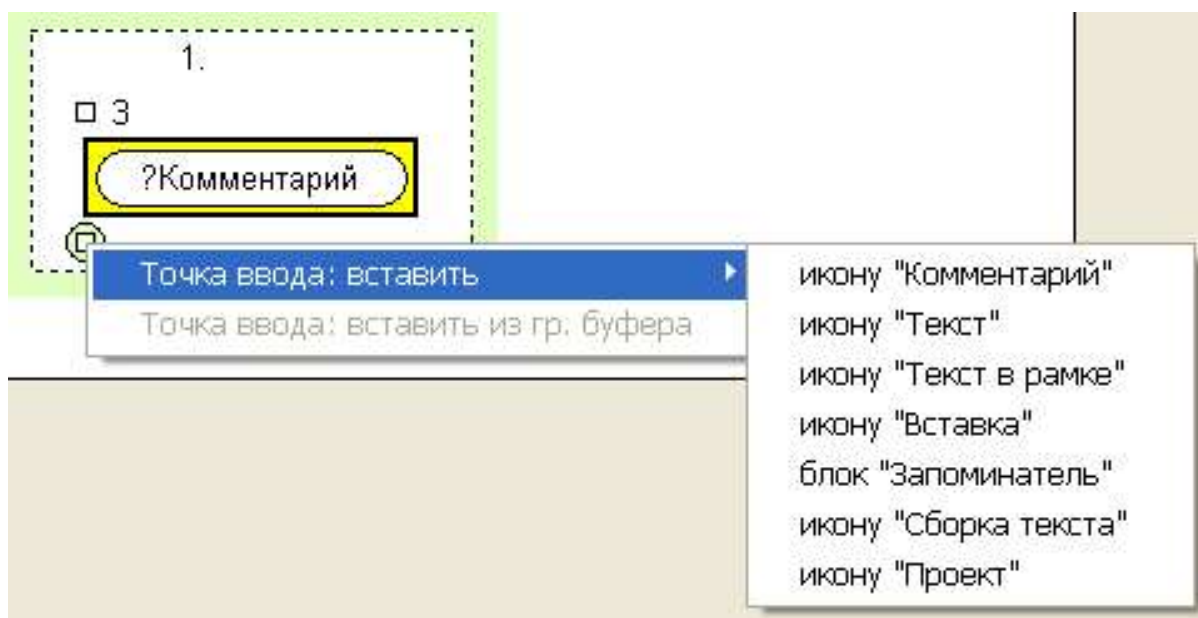 1.
3
?Комментарий
Точка ввода: вставить
Точка ввода: вставить из гр. буфера
икону "Комментарий"
икону "Текст"
икону "Текст в рамке"
икону "Вставка"
блок "Запоминатель"
икону "Сборка текста"
икону "Проект"